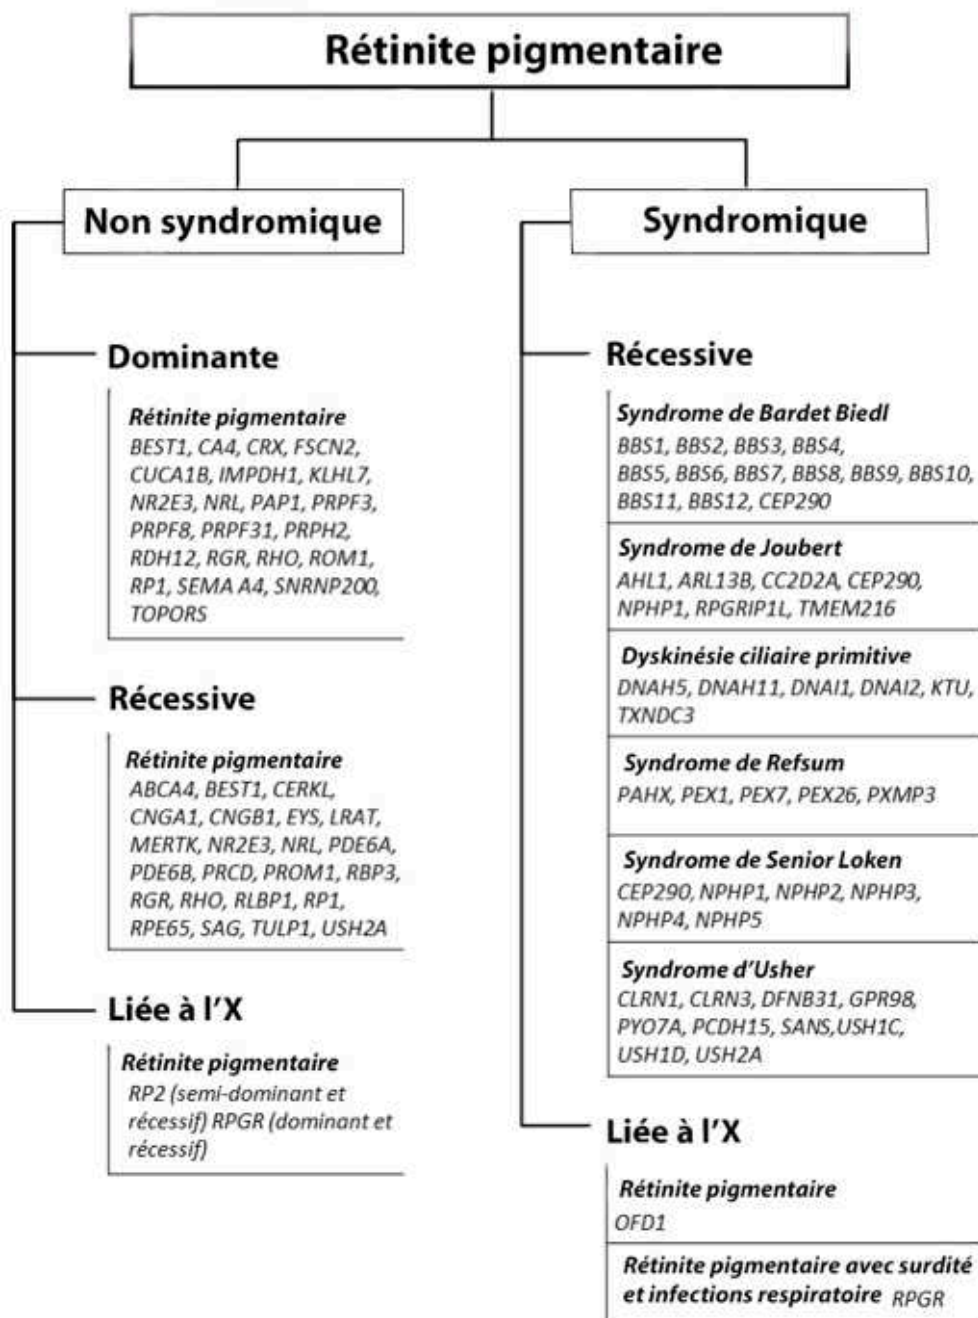 Rétinite pigmentaire
Non syndromique
Dominante
Rétinite pigmentaire
BEST1, CA4, CRX, FSCN2,
CUCA1B, IMPDH1, KLHL7,
NR2E3, NRL, PAP1, PRPF3,
PRPF8, PRPF31, PRPH2,
RDH12, RGR, RHO, ROM1,
RP1, SEMA A4, SNRNP200,
TOPORS
Récessive
Rétinite pigmentaire
ABCA4, BEST1, CERKL,
CNGA1, CNGB1, EYS, LRAT,
MERTK, NR2E3, NRL, PDE6A,
PDE6B, PRCD, PROM1, RBP3,
RGR, RHO, RLBP1, RP1,
RPE65, SAG, TULP1, USH2A
Liée à l’X
Rétinite pigmentaire
RP2 (semi-dominant et
récessif) RPGR (dominant et
récessif)
Syndromique
Récessive
Syndrome de Bardet Biedl
BBS1, BBS2, BBS3, BBS4,
BBS5, BBS6, BBS7, BBS8, BBS9, BBS10,
BBS11, BBS12, CEP290
Syndrome de Joubert
AHL1, ARL13B, CC2D2A, CEP290,
NPHP1, RPGRIP1L, TMEM216
Dyskinésie ciliaire primitive
DNAH5, DNAH11, DNAI1, DNAI2, KTU,
TXNDC3
Syndrome de Refsum
PAHX, PEX1, PEX7, PEX26, PXMP3
Syndrome de Senior Loken
CEP290, NPHP1, NPHP2, NPHP3,
NPHP4, NPHP5
Syndrome d’Usher
CLRN1, CLRN3, DFNB31, GPR98,
PYO7A, PCDH15, SANS,USH1C,
USH1D, USH2A
Liée à l’X
Rétinite pigmentaire
OFD1
Rétinite pigmentaire avec surdité
et infections respiratoire RPGR